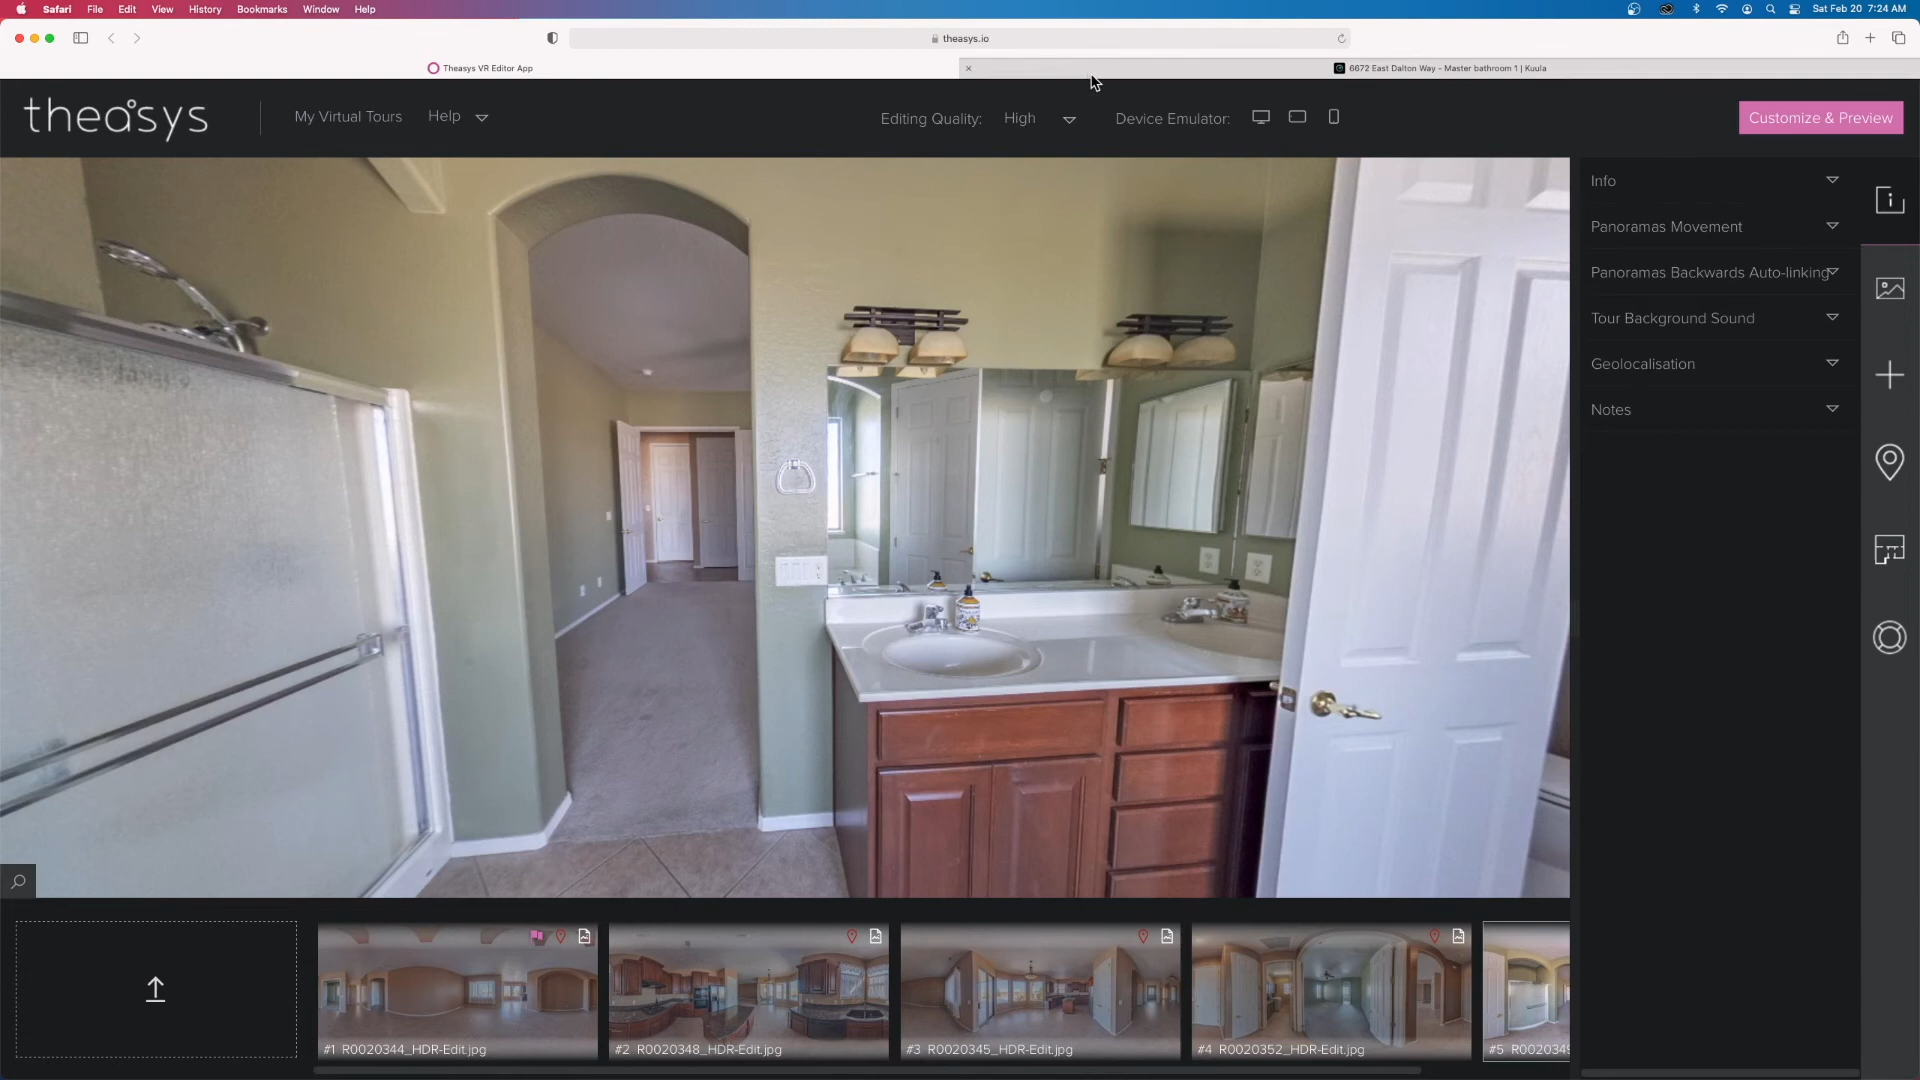 Safari File Edit View History Bookmarks Window Help Sat Feb 20 7:24 AM
theasys.io
Theasys VR Editor App
6672 East Dalton Way - Master bathroom 1 | Kuula
theasys
My Virtual Tours
Help
Editing Quality: High
Device Emulator:
Customize & Preview
Info
Panoramas Movement
Panoramas Backwards Auto-linking
Tour Background Sound
Geolocalisation
Notes
#1 R0020344_HDR-Edit.jpg
#2 R0020348_HDR-Edit.jpg
#3 R0020345_HDR-Edit.jpg
#4 R0020352_HDR-Edit.jpg
#5 R002034